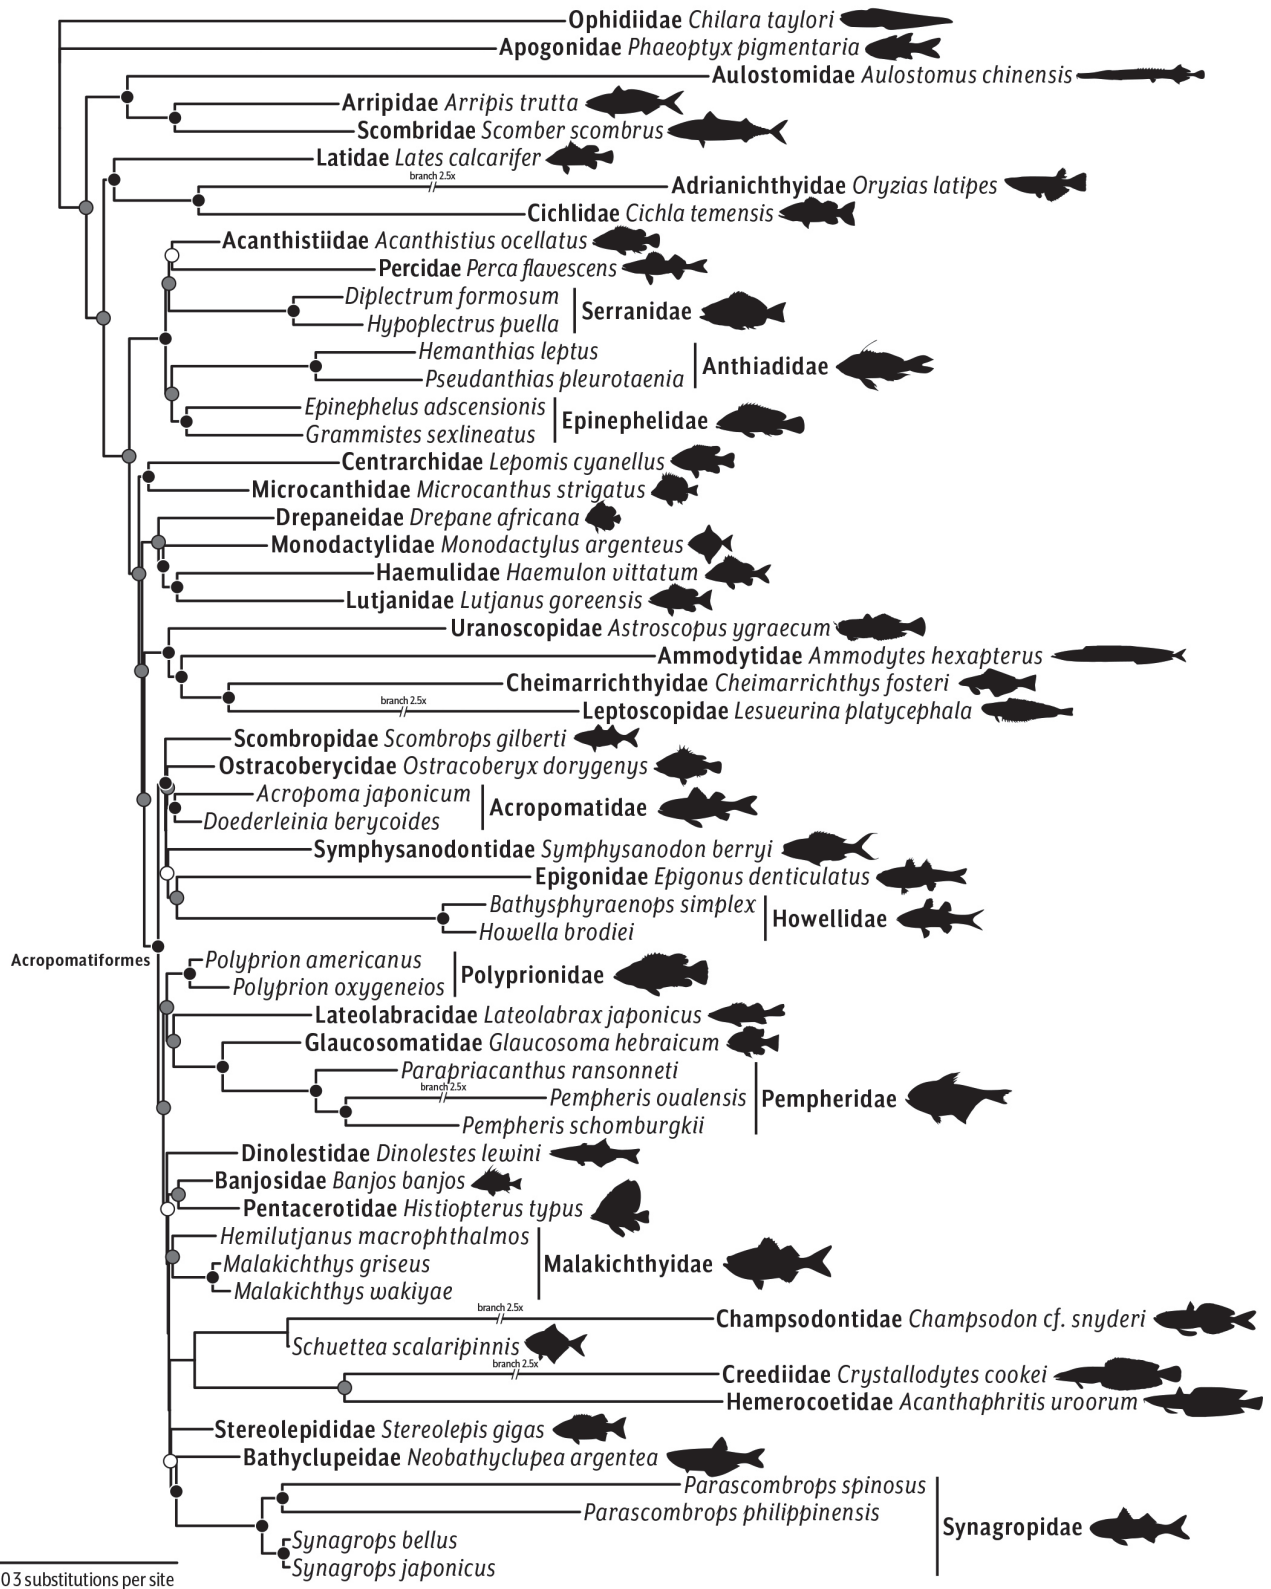 Ophidiidae Chilara taylori
Apogonidae Phaeoptyx pigmentaria
Aulostomidae Aulostomus chinensis
Arripidae Arripis trutta
Scombridae Scomber scombrus
Latidae Lates calcarifer
branch 2.5x
Adrianichthyidae Oryzias latipes
Cichlidae Cichla temensis
Acanthistiidae Acanthistius ocellatus
Percidae Perca flavescens
Diplectrum formosum
Serranidae
Hypoplectrus puella
Hemanthias leptus
Anthiadidae
Pseudanthias pleurotaenia
Epinephelus adscensionis
Epinephelidae
Grammistes sexlineatus
Centrarchidae Lepomis cyanellus
Microcanthidae Microcanthus strigatus
Drepaneidae Drepane africana
Monodactylidae Monodactylus argenteus
Haemulidae Haemulon vittatum
Lutjanidae Lutjanus goreensis
Uranoscopidae Astroscopus ygraecum
Ammodytidae Ammodytes hexapterus
Cheimarrichthyidae Cheimarrichthys fosteri
branch 2.5x
Leptoscopidae Lesueurina platycephala
Scombropidae Scombrops gilberti
Ostracoberycidae Ostracoberyx dorygenys
Acropoma japonicum
Acropomatidae
Doederleinia berycoides
Symphysanodontidae Symphysanodon berryi
Epigonidae Epigonus denticulatus
Bathysphyraenops simplex
Howellidae
Howella brodiei
Acropomatiformes
Polyprion americanus
Polyprionidae
Polyprion oxygeneios
Lateolabracidae Lateolabrax japonicus
Glaucosomatidae Glaucosoma hebraicum
Parapriacanthus ransonneti
branch 2.5x
Pempheris oualensis
Pempheridae
Pempheris schomburgkii
Dinolestidae Dinolestes lewini
Banjosidae Banjos banjos
Pentacerotidae Histiopterus typus
Hemilutjanus macrophthalmos
Malakichthys griseus
Malakichthyidae
Malakichthys wakiyae
branch 2.5x
Champsodontidae Champsodon cf. snyderi
Schuettea scalaripinnis
branch 2.5x
Creediidae Crystallodytes cookei
Hemerocoetidae Acanthaphritis uroorum
Stereolepididae Stereolepis gigas
Bathyclupeidae Neobathyclupea argentea
Parascombrops spinosus
Parascombrops philippinensis
Synagropidae
Synagrops bellus
Synagrops japonicus
03 substitutions per site